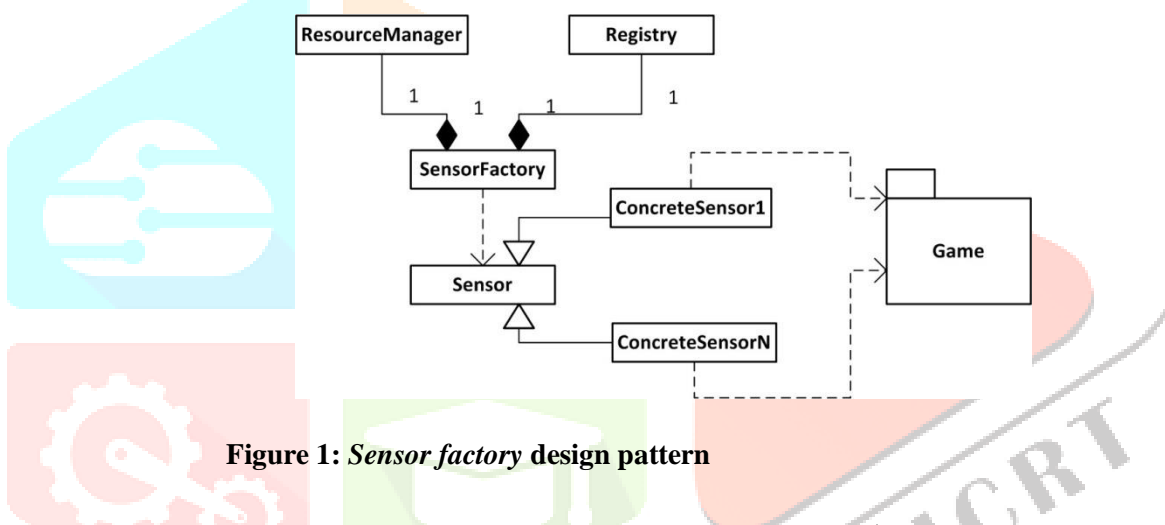 ResourceManager
Registry
1
1
1
1
SensorFactory
ConcreteSensor1
Game
Sensor
ConcreteSensorN
Figure 1: Sensor factory design pattern